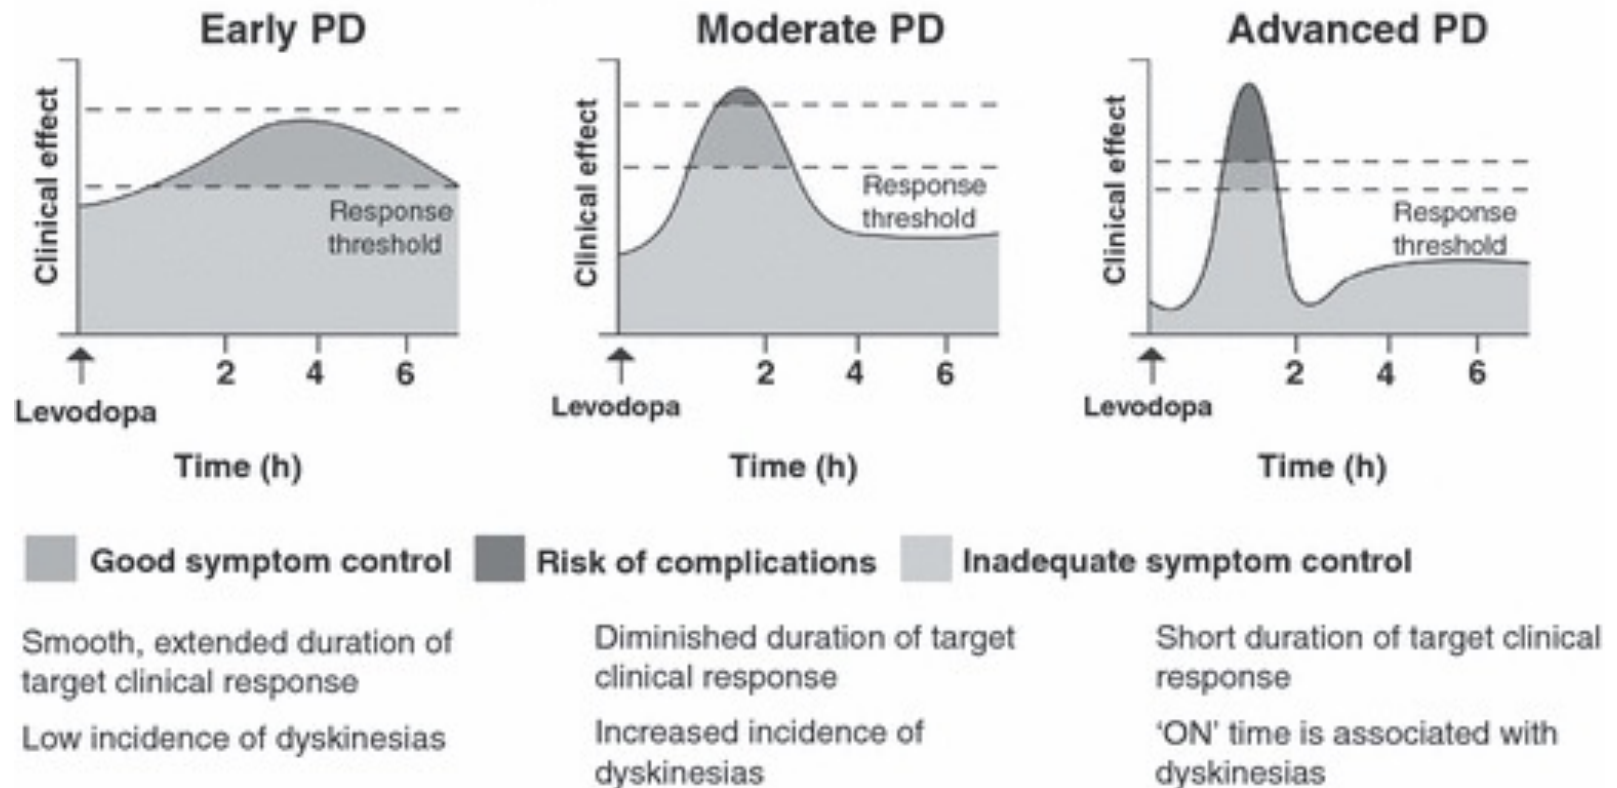 Early PD
Clinical effect
Response
threshold
2 4 6
Levodopa
Time (h)
Moderate PD
Clinical effect
Response
threshold
2 4 6
Levodopa
Time (h)
Advanced PD
Clinical effect
Response
threshold
2 4 6
Levodopa
Time (h)
Good symptom control
Risk of complications
Inadequate symptom control
Smooth, extended duration of
target clinical response
Low incidence of dyskinesias
Diminished duration of target
clinical response
Increased incidence of
dyskinesias
Short duration of target clinical
response
‘ON’ time is associated with
dyskinesias